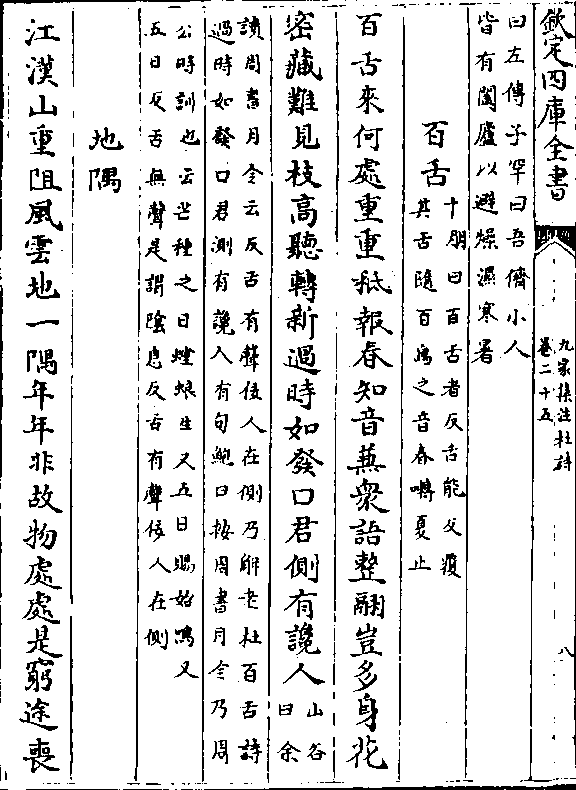 欽定四庫全書
九家集注杜詩
卷二十五
八
曰左傳子罕曰吾儕小人
皆有闔廬以避燥濕寒暑
百舌
十朋曰百舌者反舌能反覆
其舌隨百鳥之音春囀夏止
百舌來何處重重秪報春知音兼衆語整翮豈多身花
密藏難見枝高聽轉新過時如發口君側有讒人
山谷
曰余
讀周書月令云反舌有聲佞人在側乃解老杜百舌詩
過時如發口君測有讒人有句鮑曰按周書月令乃周
公時訓也云芒種之日螳蜋生又五日鵙始鳴又
五日反舌無聲是謂陰息反舌有聲佞人在側
地隅
江漢山重阻風雲地一隅年年非故物處處是窮途喪